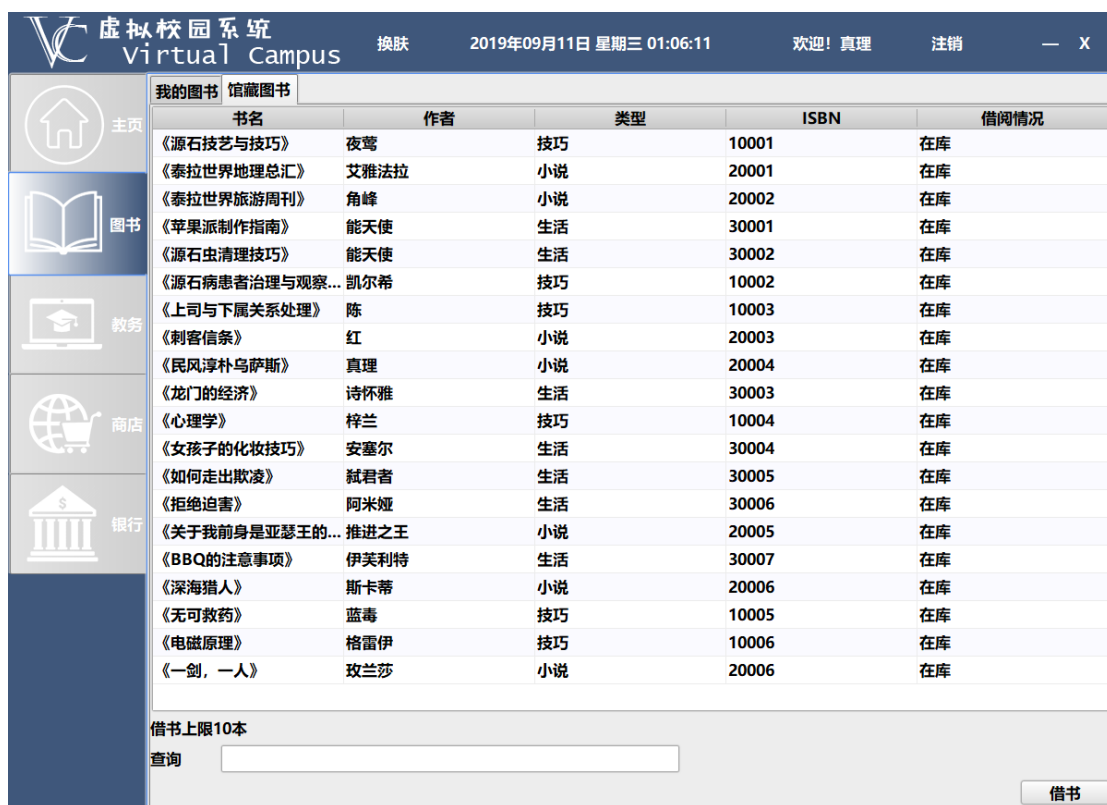 VC 虚拟校园系统
Virtual Campus
换肤 2019年09月11日 星期三 01:06:11 欢迎！真理 注销 — X
主页
图书
教务
商店
$
银行
我的图书 馆藏图书
书名 作者 类型 ISBN 借阅情况
《源石技艺与技巧》 夜莺 技巧 10001 在库
《泰拉世界地理总汇》 艾雅法拉 小说 20001 在库
《泰拉世界旅游周刊》 角峰 小说 20002 在库
《苹果派制作指南》 能天使 生活 30001 在库
《源石虫清理技巧》 能天使 生活 30002 在库
《源石病患者治理与观察... 凯尔希 技巧 10002 在库
《上司与下属关系处理》 陈 技巧 10003 在库
《刺客信条》 红 小说 20003 在库
《民风淳朴乌萨斯》 真理 小说 20004 在库
《龙门的经济》 诗怀雅 生活 30003 在库
《心理学》 梓兰 技巧 10004 在库
《女孩子的化妆技巧》 安塞尔 生活 30004 在库
《如何走出欺凌》 弑君者 生活 30005 在库
《拒绝迫害》 阿米娅 生活 30006 在库
《关于我前身是亚瑟王的... 推进之王 小说 20005 在库
《BBQ的注意事项》 伊芙利特 生活 30007 在库
《深海猎人》 斯卡蒂 小说 20006 在库
《无可救药》 蓝毒 技巧 10005 在库
《电磁原理》 格雷伊 技巧 10006 在库
《一剑，一人》 玫兰莎 小说 20006 在库
借书上限10本
查询
借书